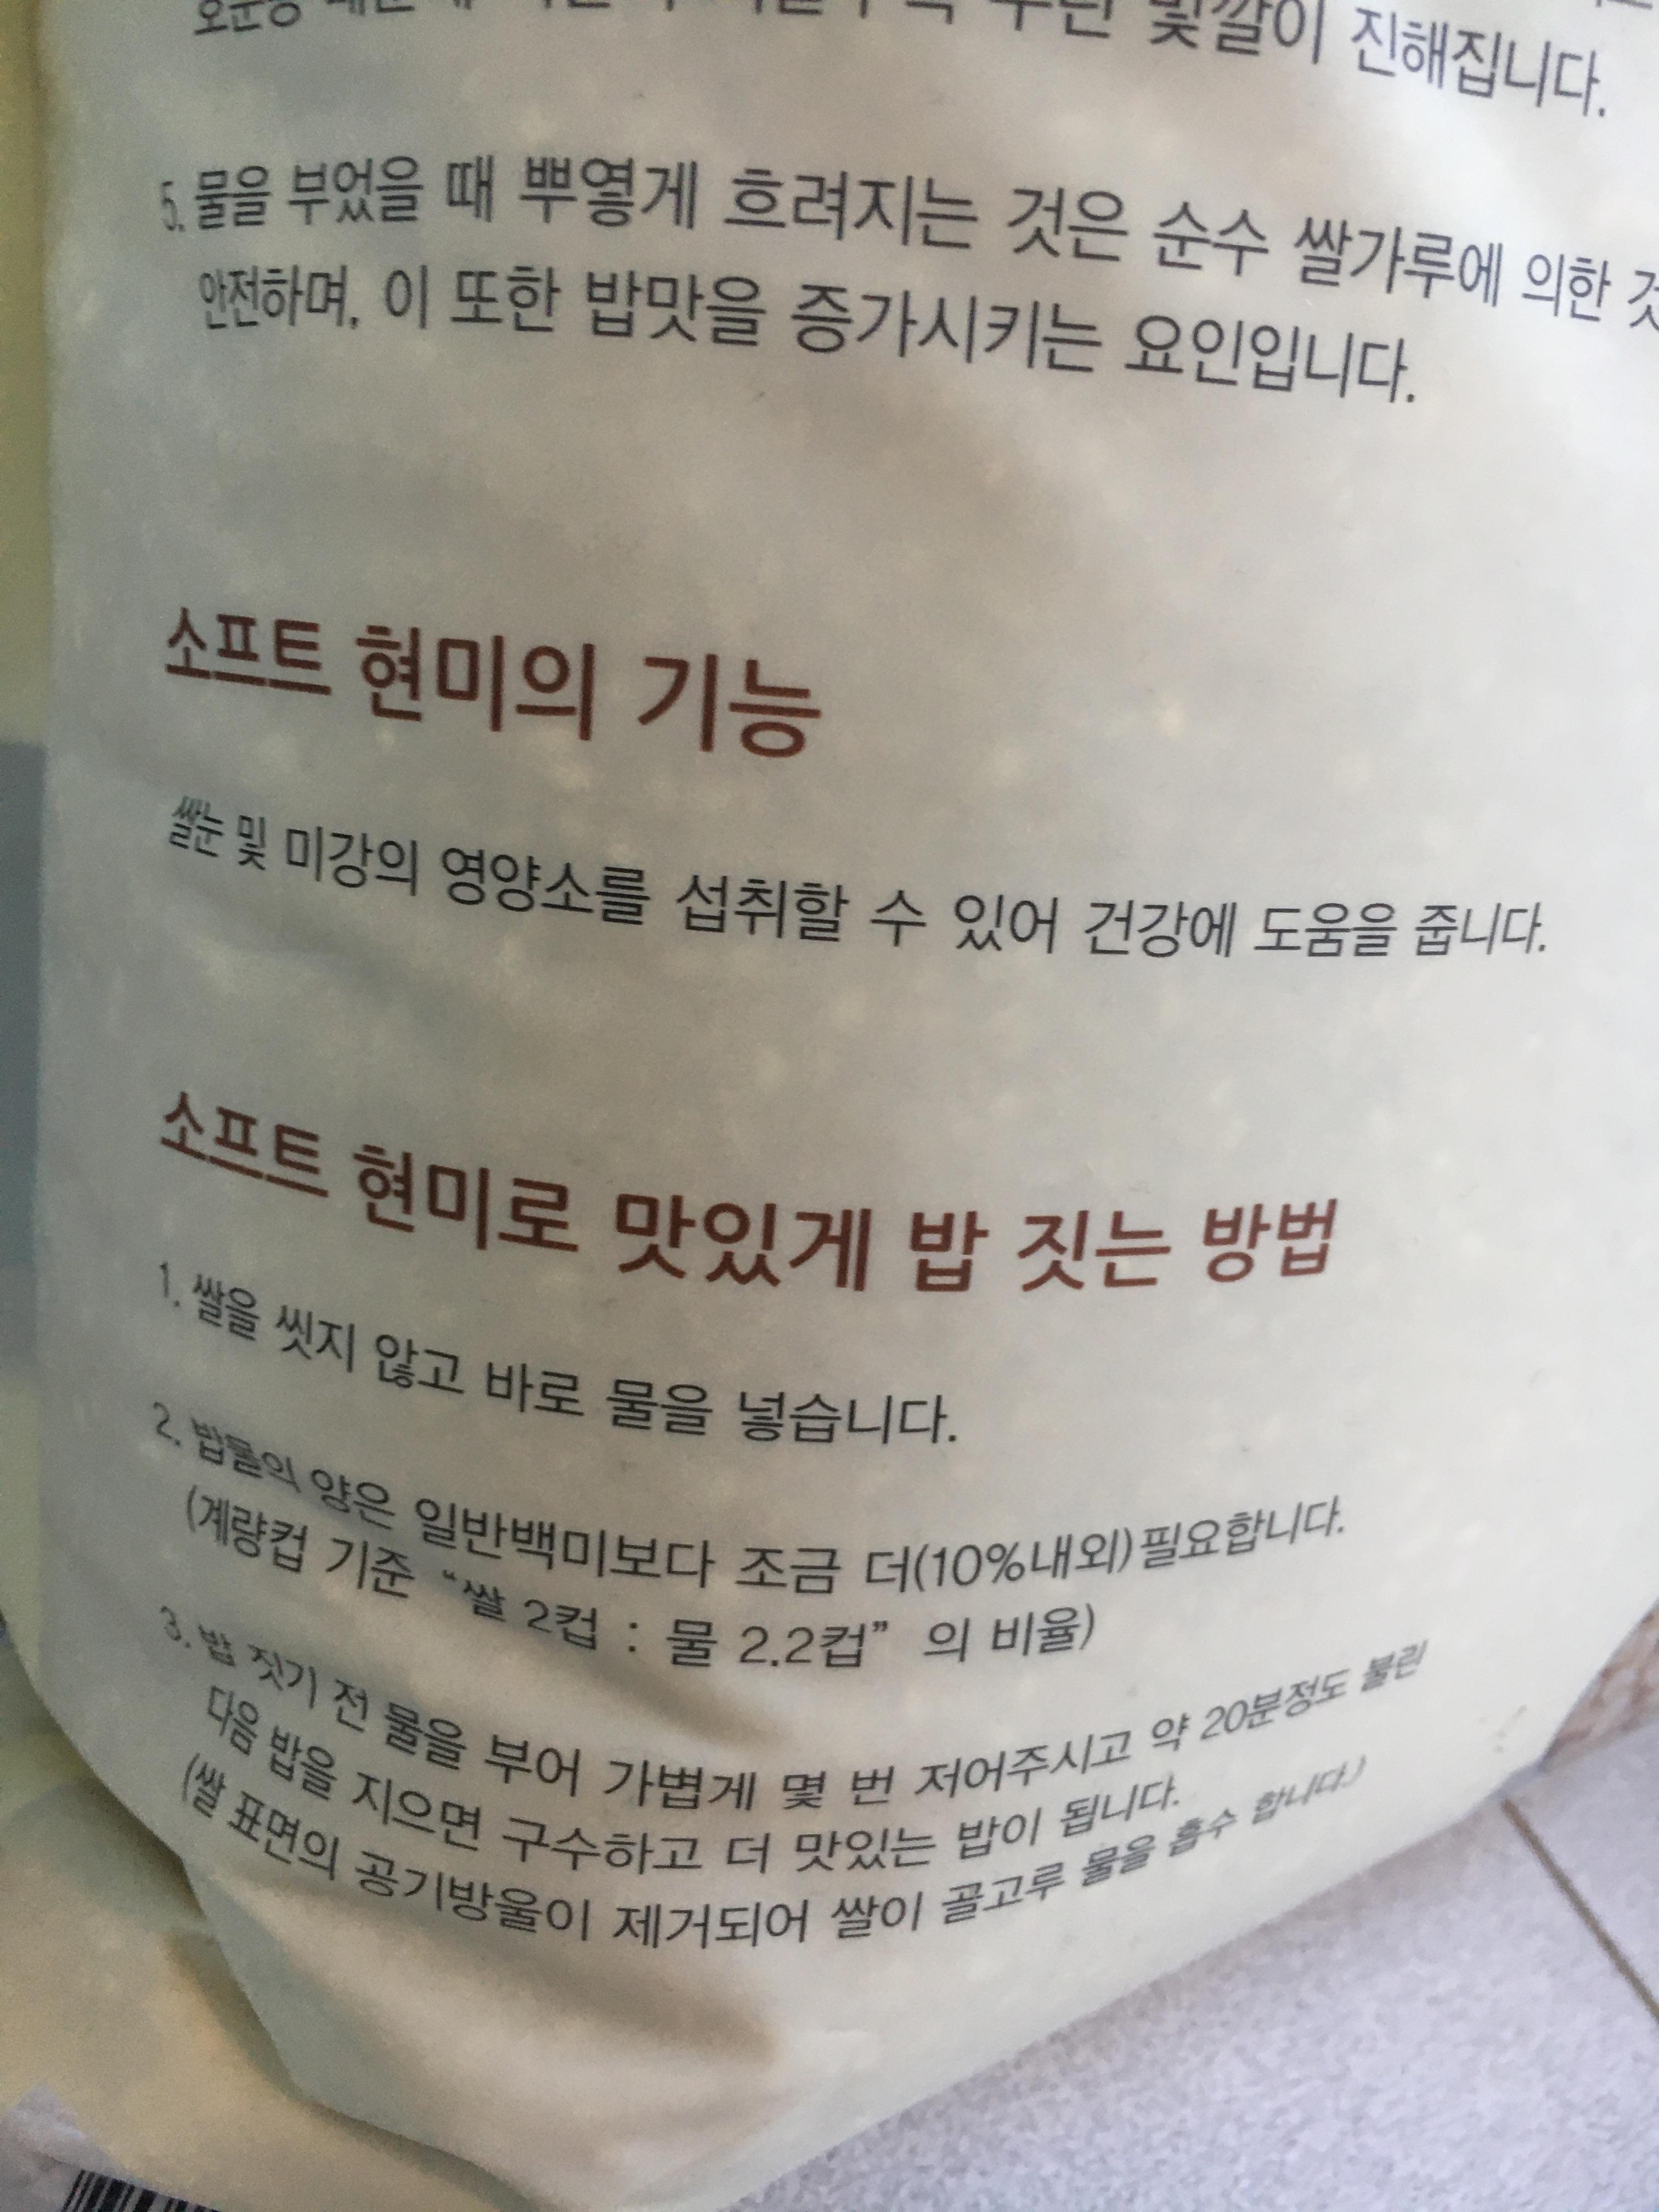 빛깔이 진해집니다.
5. 물을 부었을 때 뿌옇게 흐려지는 것은 순수 쌀가루에 의한
안전하며, 이 또한 밥맛을 증가시키는 요인입니다.
소프트 현미의 기능
쌀눈 및 미강의 영양소를 섭취할 수 있어 건강에 도움을 줍니다.
소프트 현미로 맛있게 밥 짓는 방법
1. 쌀을 씻지 않고 바로 물을 넣습니다.
2. 밥물의 양은 일반백미보다 조금 더(10%내외)필요합니다.
(계량컵 기준 “쌀 2컵 : 물 2.2컵” 의 비율)
3. 밥 짓기 전 물을 부어 가볍게 몇 번 저어주시고 약 20분정도 불린
다음 밥을 지으면 구수하고 더 맛있는 밥이 됩니다.
(쌀 표면의 공기방울이 제거되어 쌀이 골고루 물을 흡수 합니다.)